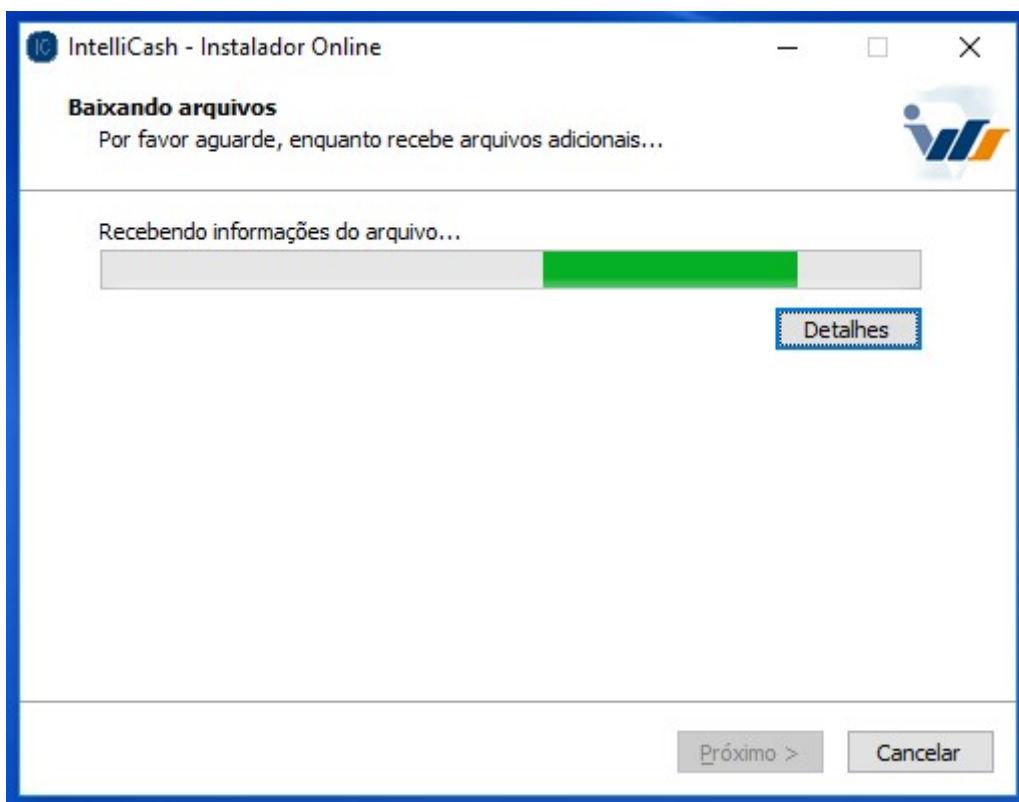 IntelliCash - Instalador Online
Baixando arquivos
Por favor aguarde, enquanto recebe arquivos adicionais...
Recebendo informações do arquivo...
Detalhes
Próximo >
Cancelar